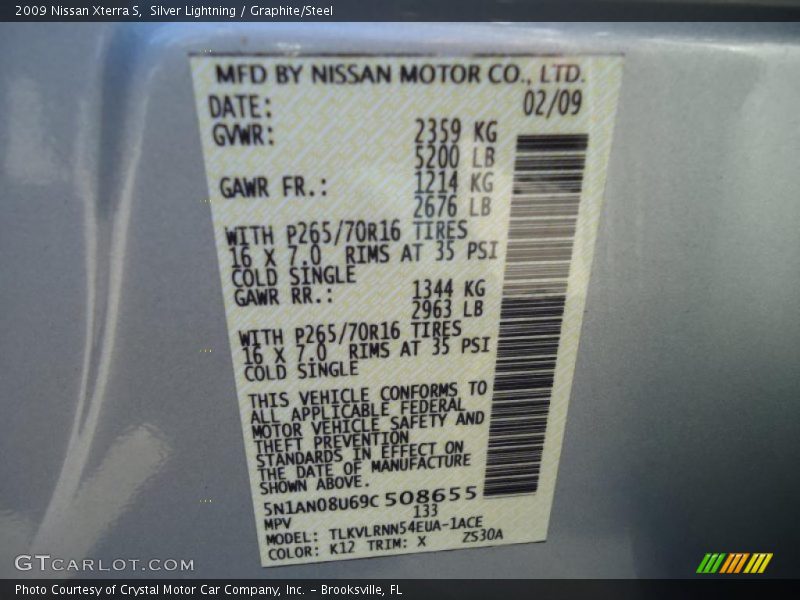 2009 Nissan Xterra S,  Silver Lightning / Graphite/Steel
MFD BY NISSAN MOTOR CO., LTD.
DATE: 02/09
GVWR: 2359 KG
5200 LB
GAWR FR.: 1214 KG
2676 LB
WITH P265/70R16 TIRES
16 X 7.0 RIMS AT 35 PSI
COLD SINGLE
GAWR RR.: 1344 KG
2963 LB
WITH P265/70R16 TIRES
16 X 7.0 RIMS AT 35 PSI
COLD SINGLE
THIS VEHICLE CONFORMS TO
ALL APPLICABLE FEDERAL
MOTOR VEHICLE SAFETY AND
THEFT PREVENTION
STANDARDS IN EFFECT ON
THE DATE OF MANUFACTURE
SHOWN ABOVE.
5N1AN08U69C508655
MPV 133
MODEL: TLKVLRNN54EUA-1ACE
COLOR: K12 TRIM: X ZS30A
GTCARLOT.COM
Photo Courtesy of Crystal Motor Car Company, Inc. – Brooksville, FL